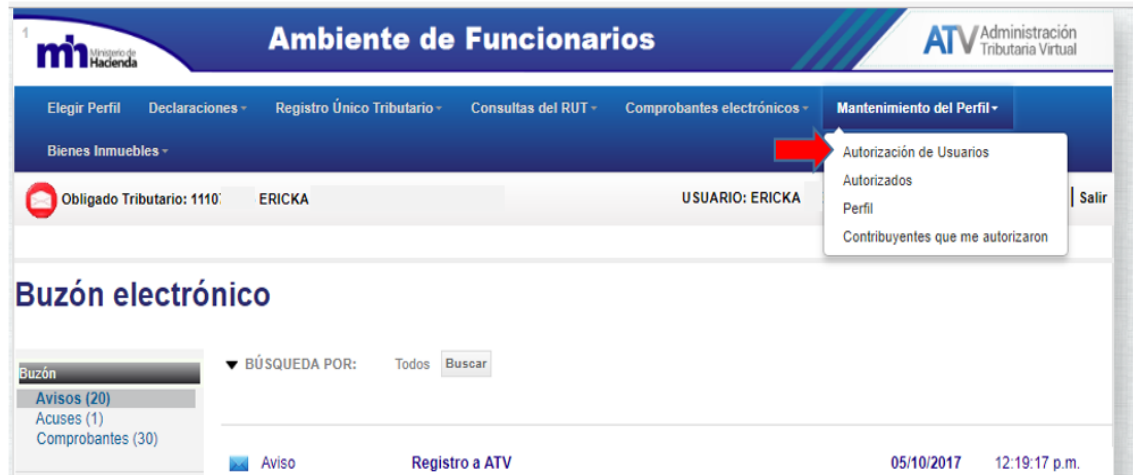 1
mh Ministerio de
Hacienda
Ambiente de Funcionarios
ATV Administración
Tributaria Virtual
Elegir Perfil Declaraciones Registro Único Tributario Consultas del RUT Comprobantes electrónicos Mantenimiento del Perfil
Bienes Inmuebles
Autorización de Usuarios
Autorizados
Perfil
Contribuyentes que me autorizaron
Obligado Tributario: 1110 ERICKA USUARIO: ERICKA | Salir
Buzón electrónico
BÚSQUEDA POR: Todos Buscar
Buzón
Avisos (20)
Acuses (1)
Comprobantes (30)
Aviso Registro a ATV 05/10/2017 12:19:17 p.m.